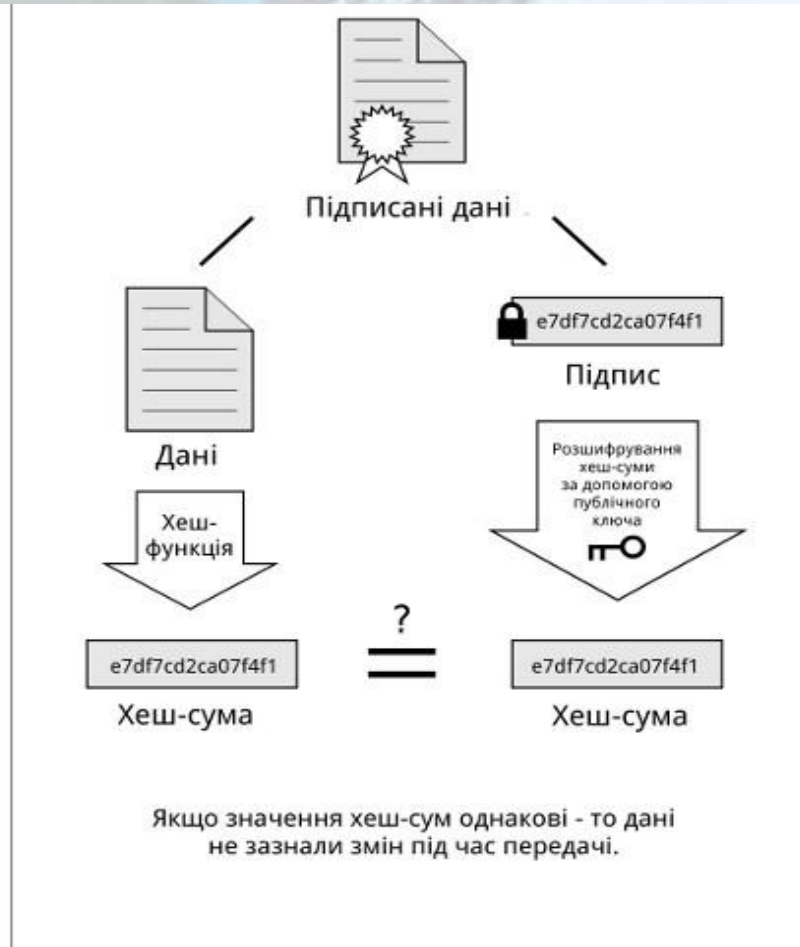 Підписані дані
e7df7cd2ca07f4f1
Підпис
Дані
Розшифрування
хеш-суми
за допомогою
публічного
ключа
Хеш-
функція
?
e7df7cd2ca07f4f1
e7df7cd2ca07f4f1
Хеш-сума
Хеш-сума
Якщо значення хеш-сум однакові - то дані
не зазнали змін під час передачі.